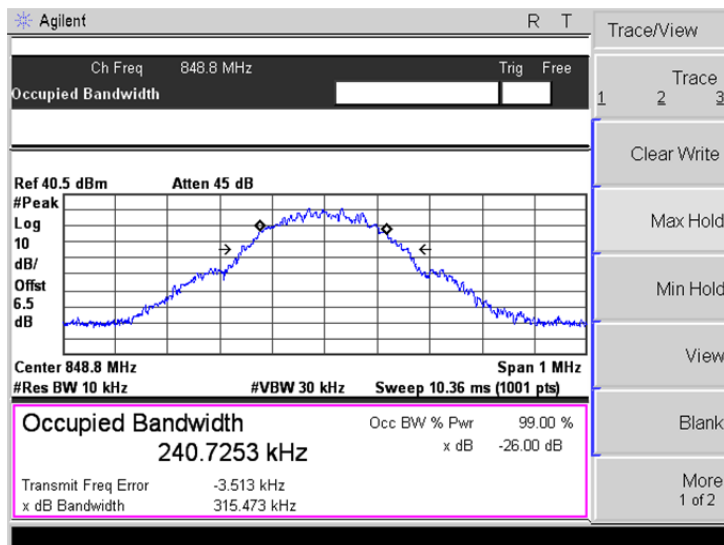 Agilent R T
Ch Freq 848.8 MHz Trig Free
Occupied Bandwidth
Ref 40.5 dBm Atten 45 dB
#Peak
Log
10
dB/
Offst
6.5
dB
Center 848.8 MHz Span 1 MHz
#Res BW 10 kHz #VBW 30 kHz Sweep 10.36 ms (1001 pts)
Occupied Bandwidth
240.7253 kHz
Occ BW % Pwr 99.00 %
x dB -26.00 dB
Transmit Freq Error -3.513 kHz
x dB Bandwidth 315.473 kHz
Trace/View
Trace
1 2 3
Clear Write
Max Hold
Min Hold
View
Blank
More
1 of 2